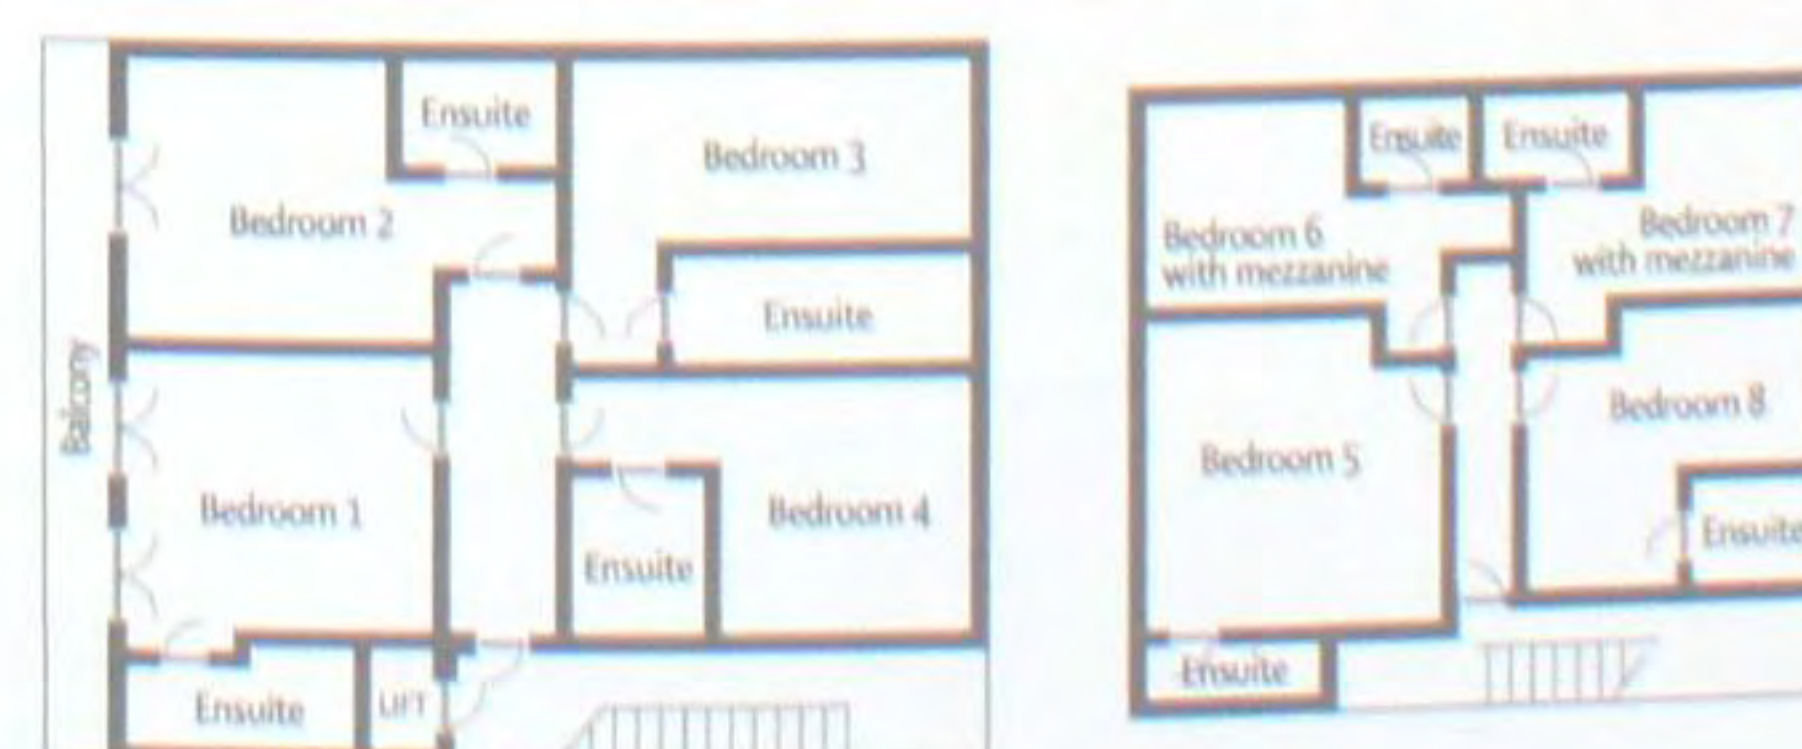 Ensuite
Bedroom 3
Bedroom 2
Ensuite
Balcony
Bedroom 1
Bedroom 4
Ensuite
Ensuite
LIFT
Ensuite
Ensuite
Bedroom 6
with mezzanine
Bedroom 7
with mezzanine
Bedroom 8
Bedroom 5
Ensuite
Ensuite